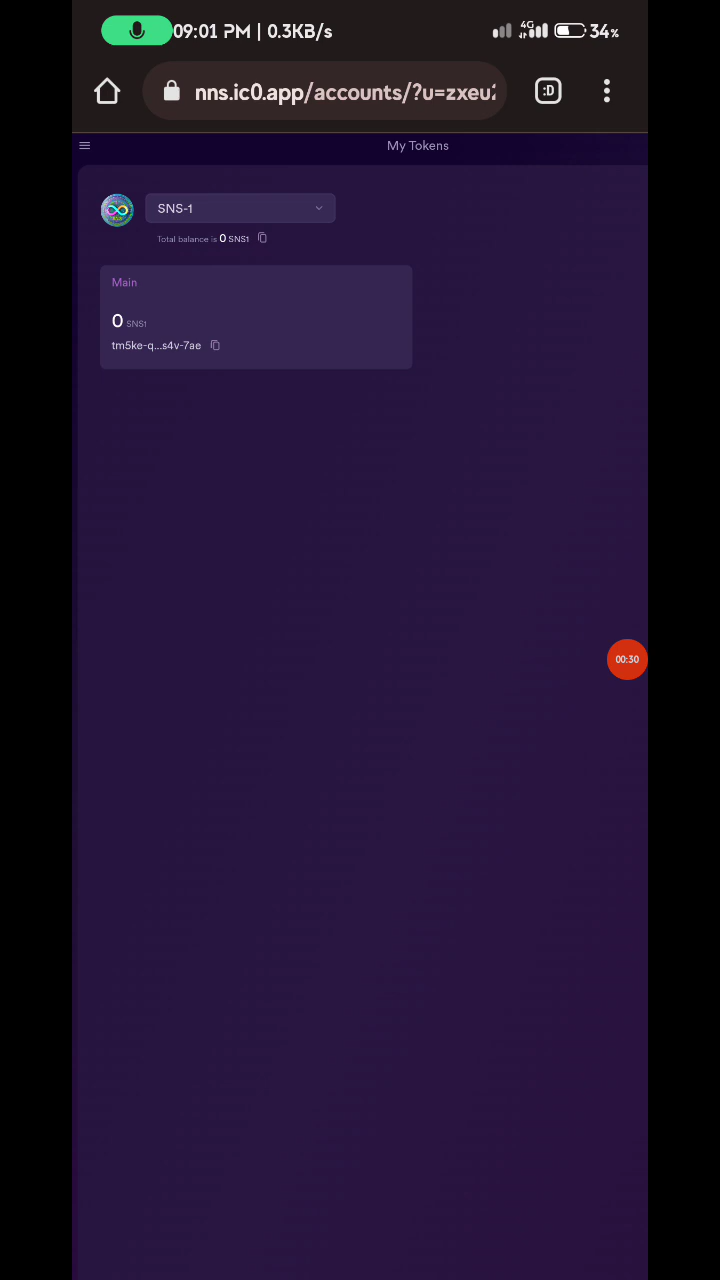 09:01 PM | 0.3KB/s
4G
34%
nns.ic0.app/accounts/?u=zxeu
:D
My Tokens
SNS-1
Total balance is 0 SNS1
Main
0 SNS1
tm5ke-q...s4v-7ae
00:30